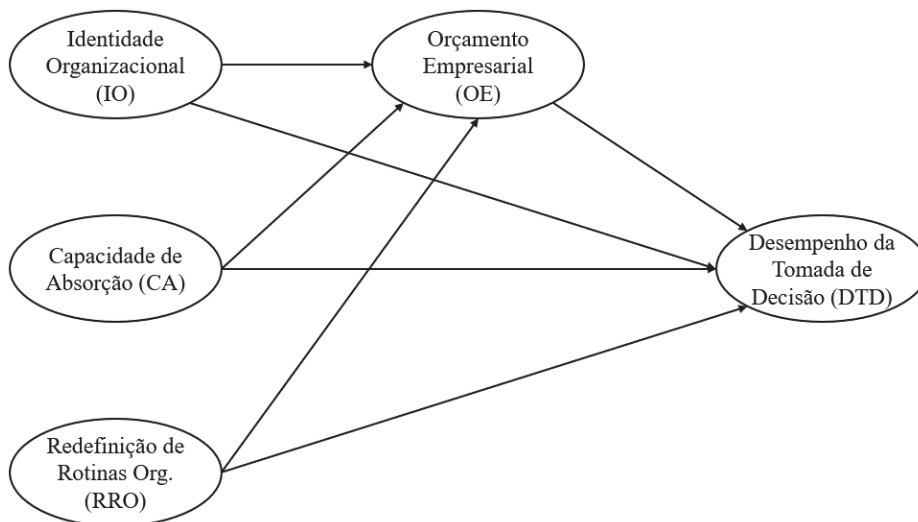 Identidade
Organizacional
(IO)
Orçamento
Empresarial
(OE)
Capacidade de
Absorção (CA)
Desempenho da
Tomada de
Decisão (DTD)
Redefinição de
Rotinas Org.
(RRO)